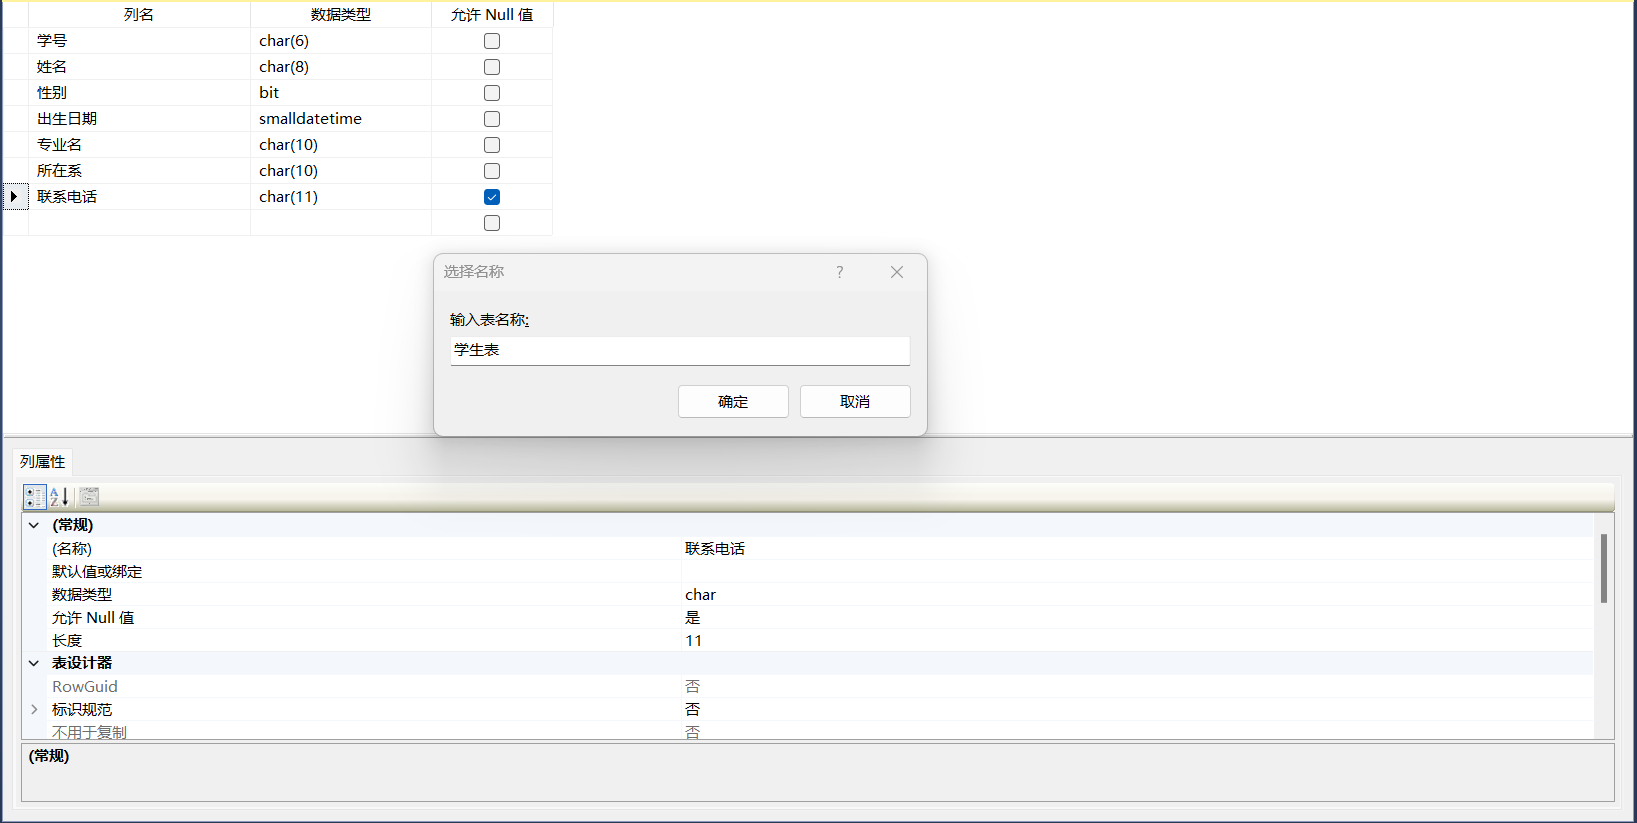 列名 数据类型 允许 Null 值
学号 char(6)
姓名 char(8)
性别 bit
出生日期 smalldatetime
专业名 char(10)
所在系 char(10)
联系电话 char(11)
选择名称 ?
输入表名称:
学生表
确定 取消
列属性
(常规)
(名称) 联系电话
默认值或绑定
数据类型 char
允许 Null 值 是
长度 11
表设计器
RowGuid 否
标识规范 否
不用于复制 否
(常规)